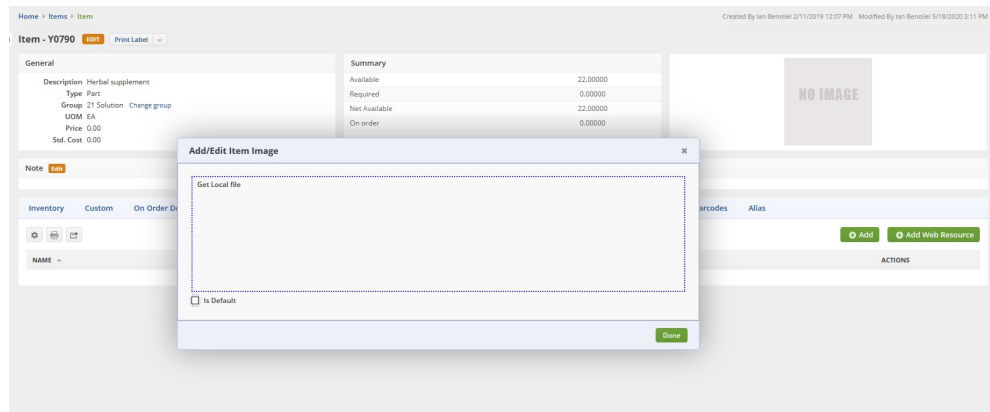 Home › Items › Item
Created By Ian Benoliel 2/11/2019 12:07 PM Modified By Ian Benoliel 5/18/2020 3:11 PM
Item - Y0790 EDIT Print Label
General
Description Herbal supplement
Type Part
Group 21 Solution Change group
UOM EA
Price 0.00
Std. Cost 0.00
Summary
Available 22.00000
Required 0.00000
Net Available 22.00000
On order 0.00000
NO IMAGE
Note Edit
Add/Edit Item Image
Get Local file
Is Default
Done
Inventory Custom On Order Alias
Add Add Web Resource
NAME ACTIONS